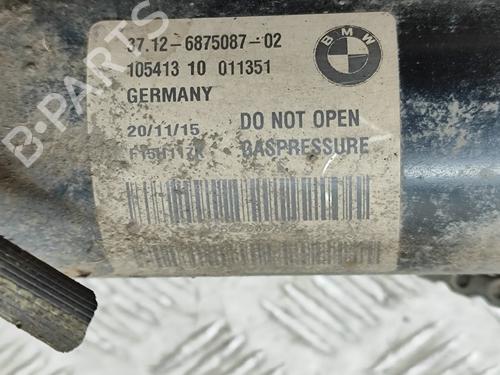 37.12-6875087-02
105413 10 011351
GERMANY
20/11/15 DO NOT OPEN
GASPRESSURE
BMW
B-PARTS